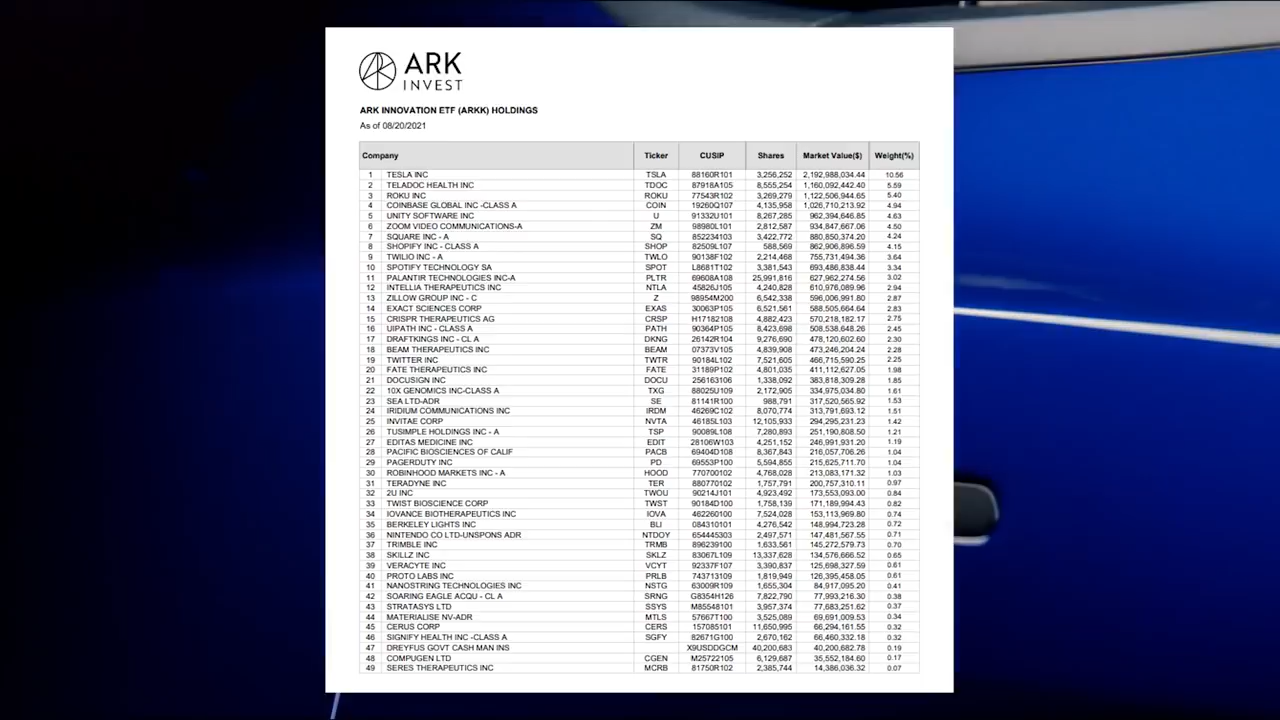 ARK
INVEST
ARK INNOVATION ETF (ARKK) HOLDINGS
As of 08/20/2021
Company Ticker CUSIP Shares Market Value($) Weight(%)
1 TESLA INC TSLA 88160R101 3,256,252 2,192,988,034.44 10.56
2 TELADOC HEALTH INC TDOC 87918A105 8,555,254 1,160,092,442.40 5.59
3 ROKU INC ROKU 77543R102 3,269,279 1,122,506,944.65 5.40
4 COINBASE GLOBAL INC -CLASS A COIN 19260Q107 4,135,958 1,026,710,213.92 4.94
5 UNITY SOFTWARE INC U 91332U101 8,267,285 962,394,646.85 4.63
6 ZOOM VIDEO COMMUNICATIONS-A ZM 98980L101 2,812,587 934,847,667.06 4.50
7 SQUARE INC - A SQ 852234103 3,422,772 880,850,374.20 4.24
8 SHOPIFY INC - CLASS A SHOP 82509L107 588,569 862,906,896.59 4.15
9 TWILIO INC - A TWLO 90138F102 2,214,468 755,731,494.36 3.64
10 SPOTIFY TECHNOLOGY SA SPOT L8681T102 3,381,543 693,486,838.44 3.34
11 PALANTIR TECHNOLOGIES INC-A PLTR 69608A108 25,991,816 627,962,274.56 3.02
12 INTELLIA THERAPEUTICS INC NTLA 45826J105 4,240,828 610,976,089.96 2.94
13 ZILLOW GROUP INC - C Z 98954M200 6,542,338 596,006,991.80 2.87
14 EXACT SCIENCES CORP EXAS 30063P105 6,521,561 588,505,664.64 2.83
15 CRISPR THERAPEUTICS AG CRSP H17182108 4,882,423 570,218,182.17 2.75
16 UIPATH INC - CLASS A PATH 90364P105 8,423,698 508,538,648.26 2.45
17 DRAFTKINGS INC - CL A DKNG 26142R104 9,276,690 478,120,602.60 2.30
18 BEAM THERAPEUTICS INC BEAM 07373V105 4,839,908 473,246,204.24 2.28
19 TWITTER INC TWTR 90184L102 7,521,605 466,715,590.25 2.25
20 FATE THERAPEUTICS INC FATE 31189P102 4,801,035 411,112,627.05 1.98
21 DOCUSIGN INC DOCU 256163106 1,338,092 383,818,309.28 1.85
22 10X GENOMICS INC-CLASS A TXG 88025U109 2,172,905 334,975,034.80 1.61
23 SEA LTD-ADR SE 81141R100 988,791 317,520,565.92 1.53
24 IRIDIUM COMMUNICATIONS INC IRDM 46269C102 8,070,774 313,791,693.12 1.51
25 INVITAE CORP NVTA 46185L103 12,105,933 294,295,231.23 1.42
26 TUSIMPLE HOLDINGS INC - A TSP 90089L108 7,280,893 251,190,808.50 1.21
27 EDITAS MEDICINE INC EDIT 28106W103 4,251,152 246,991,931.20 1.19
28 PACIFIC BIOSCIENCES OF CALIF PACB 69404D108 8,367,843 216,057,706.26 1.04
29 PAGERDUTY INC PD 69553P100 5,594,855 215,625,711.70 1.04
30 ROBINHOOD MARKETS INC - A HOOD 770700102 4,768,028 213,083,171.32 1.03
31 TERADYNE INC TER 880770102 1,757,791 200,757,310.11 0.97
32 2U INC TWOU 90214J101 4,923,492 173,553,093.00 0.84
33 TWIST BIOSCIENCE CORP TWST 90184D100 1,758,139 171,189,994.43 0.82
34 IOVANCE BIOTHERAPEUTICS INC IOVA 462260100 7,524,028 153,113,969.80 0.74
35 BERKELEY LIGHTS INC BLI 084310101 4,276,542 148,994,723.28 0.72
36 NINTENDO CO LTD-UNSPONS ADR NTDOY 654445303 2,497,571 147,481,567.55 0.71
37 TRIMBLE INC TRMB 896239100 1,633,561 145,272,579.73 0.70
38 SKILLZ INC SKLZ 83067L109 13,337,628 134,576,666.52 0.65
39 VERACYTE INC VCYT 92337F107 3,390,837 125,698,327.59 0.61
40 PROTO LABS INC PRLB 743713109 1,819,949 126,395,458.05 0.61
41 NANOSTRING TECHNOLOGIES INC NSTG 63009R109 1,655,304 84,917,095.20 0.41
42 SOARING EAGLE ACQU - CL A SRNG G8354H126 7,822,790 77,993,216.30 0.38
43 STRATASYS LTD SSYS M85548101 3,957,374 77,683,251.62 0.37
44 MATERIALISE NV-ADR MTLS 57667T100 3,525,089 69,691,009.53 0.34
45 CERUS CORP CERS 157085101 11,650,995 66,294,161.55 0.32
46 SIGNIFY HEALTH INC -CLASS A SGFY 82671G100 2,670,162 66,460,332.18 0.32
47 DREYFUS GOVT CASH MAN INS X9USDDGCM 40,200,683 40,200,682.78 0.19
48 COMPUGEN LTD CGEN M25722105 6,129,687 35,552,184.60 0.17
49 SERES THERAPEUTICS INC MCRB 81750R102 2,385,744 14,386,036.32 0.07